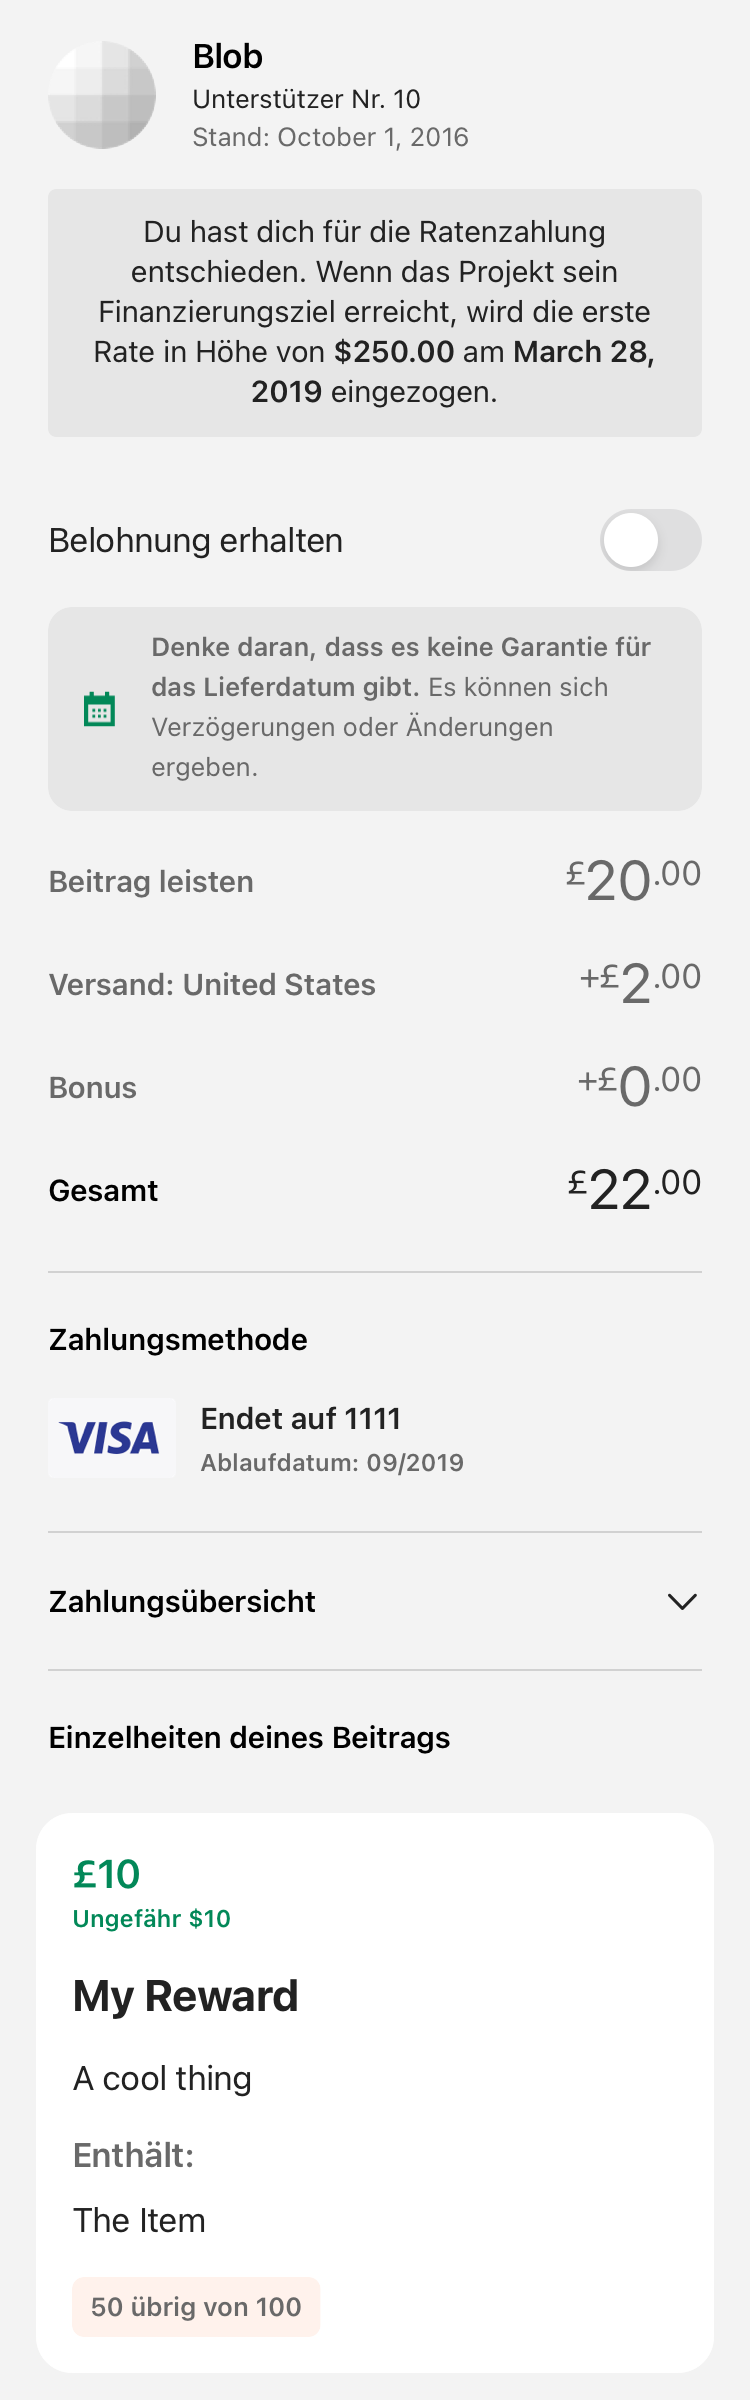 Blob
Unterstützer Nr. 10
Stand: October 1, 2016
Du hast dich für die Ratenzahlung
entschieden. Wenn das Projekt sein
Finanzierungsziel erreicht, wird die erste
Rate in Höhe von $250.00 am March 28,
2019 eingezogen.
Belohnung erhalten
Denke daran, dass es keine Garantie für
das Lieferdatum gibt. Es können sich
Verzögerungen oder Änderungen
ergeben.
Beitrag leisten £20.00
Versand: United States +£2.00
Bonus +£0.00
Gesamt £22.00
Zahlungsmethode
VISA
Endet auf 1111
Ablaufdatum: 09/2019
Zahlungsübersicht
Einzelheiten deines Beitrags
£10
Ungefähr $10
My Reward
A cool thing
Enthält:
The Item
50 übrig von 100